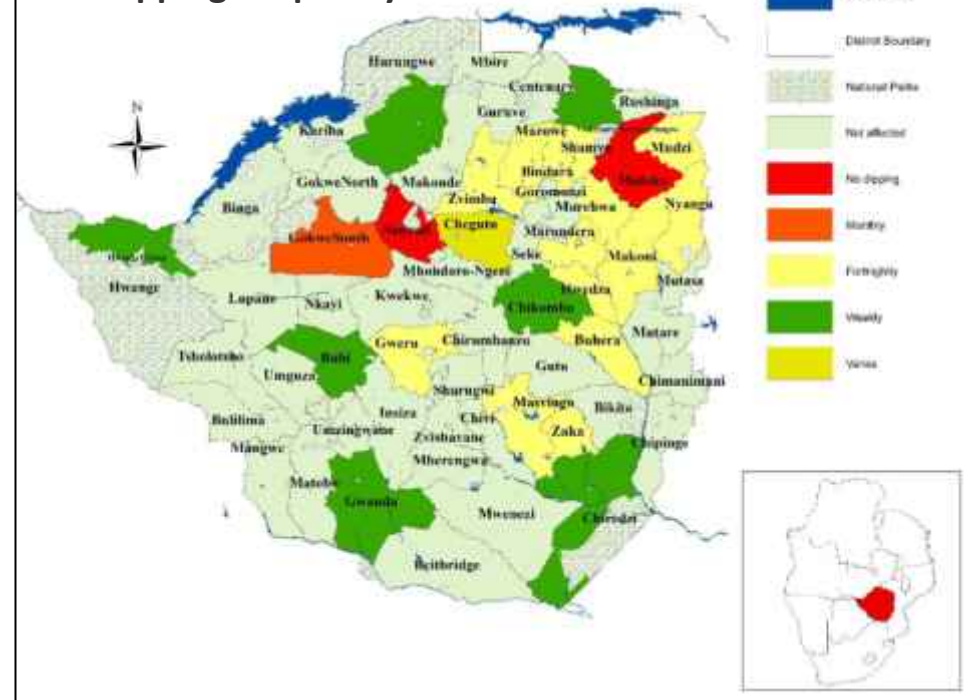 N
Hurungwe
Mbire
Centenary
Guruve
Rushinga
Kariba
Mazowe
Shamva
Mudzi
Bindura
GokweNorth
Makonde
Goromonzi
Zvimba
Murehwa
Nyanga
Binga
Chegutu
Marondera
GokweSouth
Seke
Makoni
Mhondoro-Ngezi
Hwange
Mutasa
Lupane
Nkayi
Kwekwe
Hwedza
Chikomba
Gweru
Chirumhanzu
Buhera
Mutare
Tsholotsho
Bubi
Gutu
Umguza
Chimanimani
Shurugwi
Masvingo
Bikita
Bulilima
Insiza
Chivi
Umzingwane
Zaka
Zvishavane
Chipinge
Mangwe
Mberengwa
Matobo
Gwanda
Mwenezi
Chiredzi
Beitbridge
District Boundary
National Parks
Not affected
No dipping
Monthly
Fortnightly
Weekly
Varies